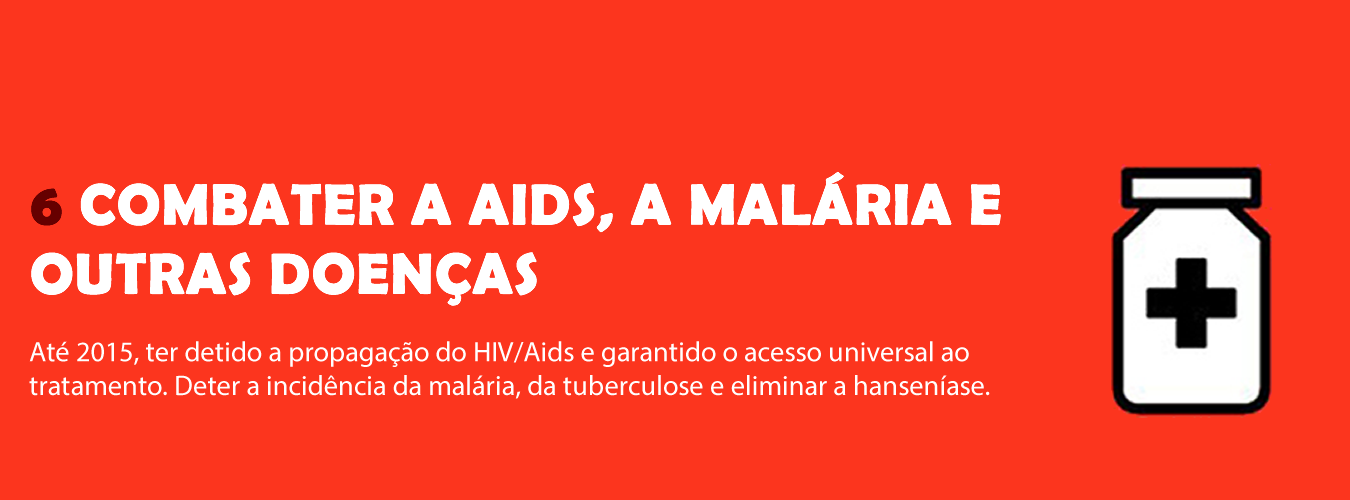 6 COMBATER A AIDS, A MALÁRIA E
OUTRAS DOENÇAS
Até 2015, ter detido a propagação do HIV/Aids e garantido o acesso universal ao
tratamento. Deter a incidência da malária, da tuberculose e eliminar a hanseníase.